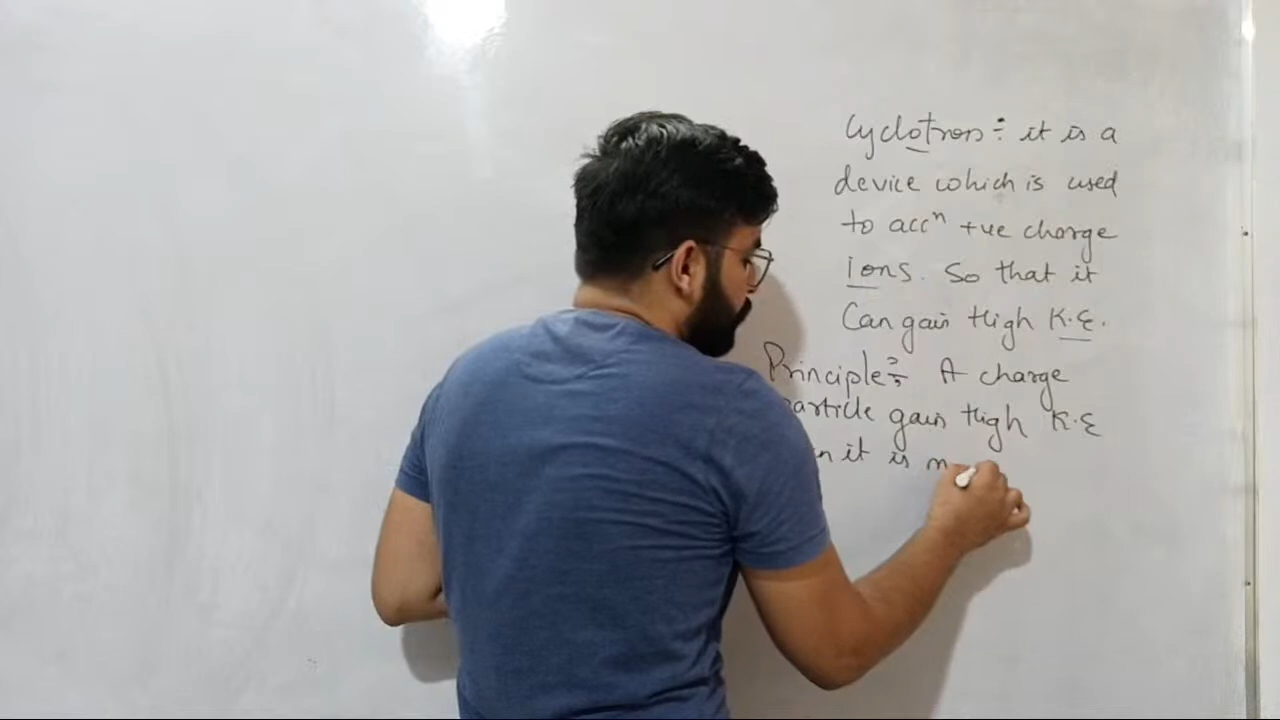 Cyclotron÷ it is a
device which is used
to accⁿ +ve charge
ions. So that it
Can gain High K.E.
Principle÷ A charge
particle gain High K.E
it is